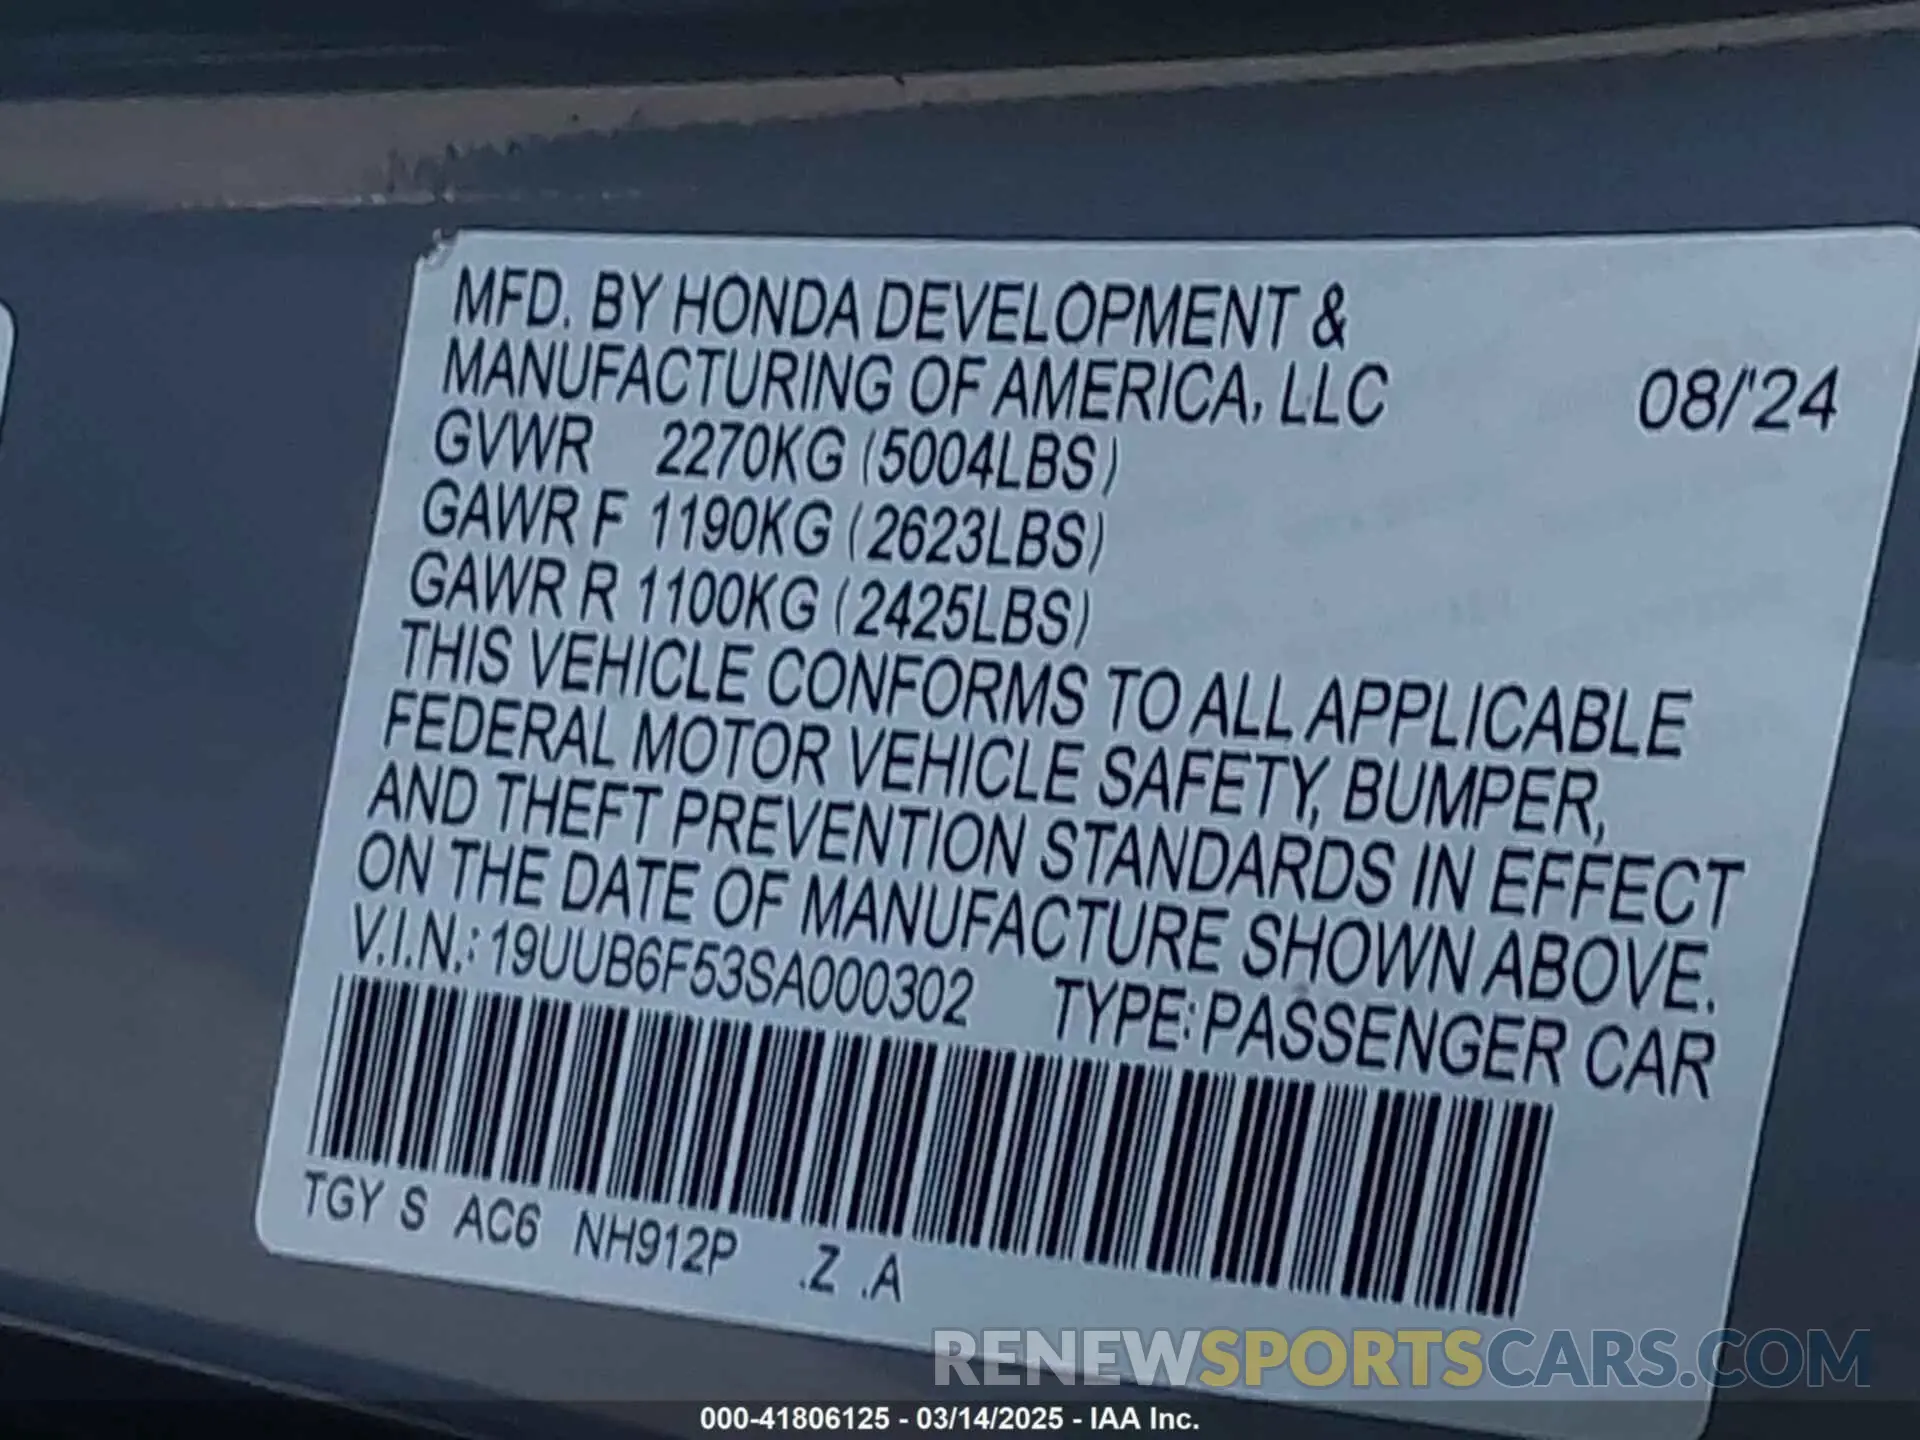 MFD. BY HONDA DEVELOPMENT &
MANUFACTURING OF AMERICA, LLC 08/'24
GVWR 2270KG (5004LBS)
GAWR F 1190KG (2623LBS)
GAWR R 1100KG (2425LBS)
THIS VEHICLE CONFORMS TO ALL APPLICABLE
FEDERAL MOTOR VEHICLE SAFETY, BUMPER,
AND THEFT PREVENTION STANDARDS IN EFFECT
ON THE DATE OF MANUFACTURE SHOWN ABOVE.
V.I.N.: 19UUB6F53SA000302 TYPE: PASSENGER CAR
TGY S AC6 NH912P .Z .A
RENEWSPORTSCARS.COM
000-41806125 - 03/14/2025 - IAA Inc.